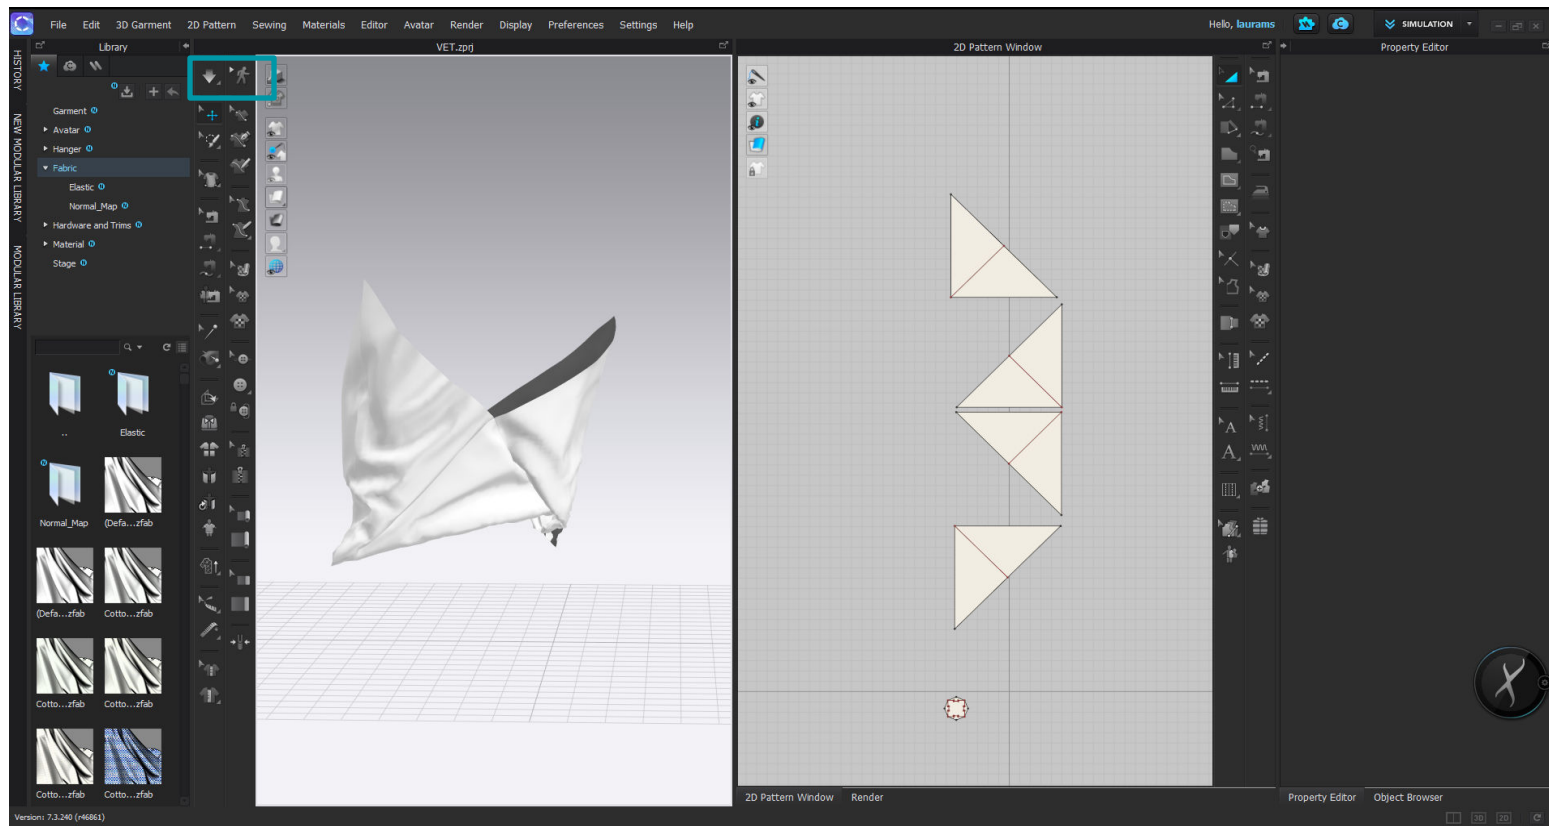 File Edit 3D Garment 2D Pattern Sewing Materials Editor Avatar Render Display Preferences Settings Help
Hello, laurams
SIMULATION
Library
VET.zprj
2D Pattern Window
Property Editor
HISTORY
NEW MODULAR LIBRARY
MODULAR LIBRARY
Garment
Avatar
Hanger
Fabric
Elastic
Normal_Map
Hardware and Trims
Material
Stage
..
Elastic
Normal_Map
(Defa...zfab
(Defa...zfab
Cotto...zfab
Cotto...zfab
Cotto...zfab
Cotto...zfab
Cotto...zfab
2D Pattern Window Render
Property Editor Object Browser
Version: 7.3.240 (r46861)
3D 2D